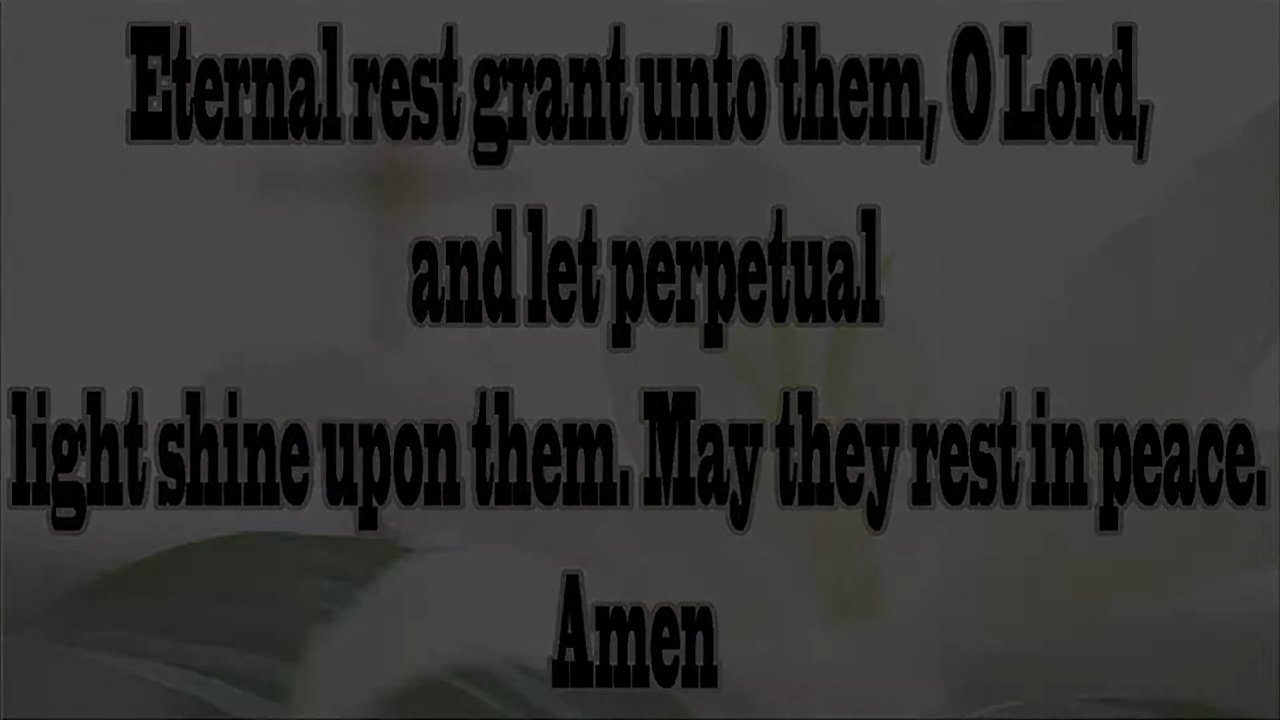 Eternal rest grant unto them, O Lord,
and let perpetual
light shine upon them. May they rest in peace.
Amen